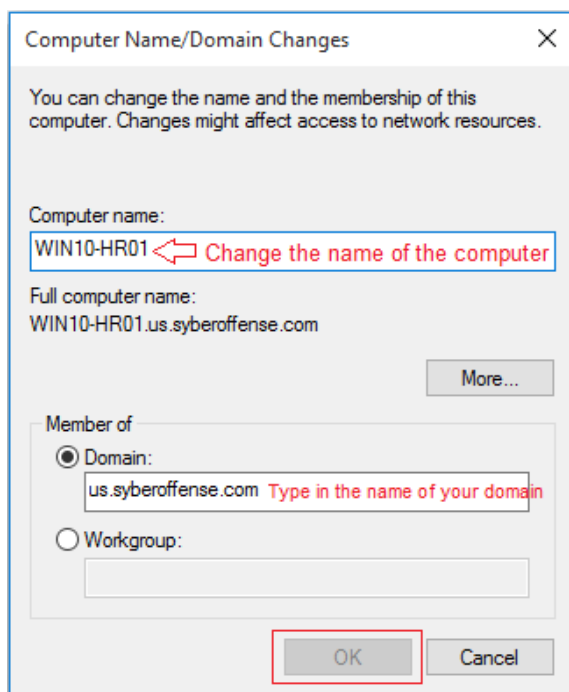 Computer Name/Domain Changes
You can change the name and the membership of this
computer. Changes might affect access to network resources.
Computer name:
WIN10-HR01 Change the name of the computer
Full computer name:
WIN10-HR01.us.syberoffense.com
More...
Member of
Domain:
us.syberoffense.com Type in the name of your domain
Workgroup:
OK Cancel